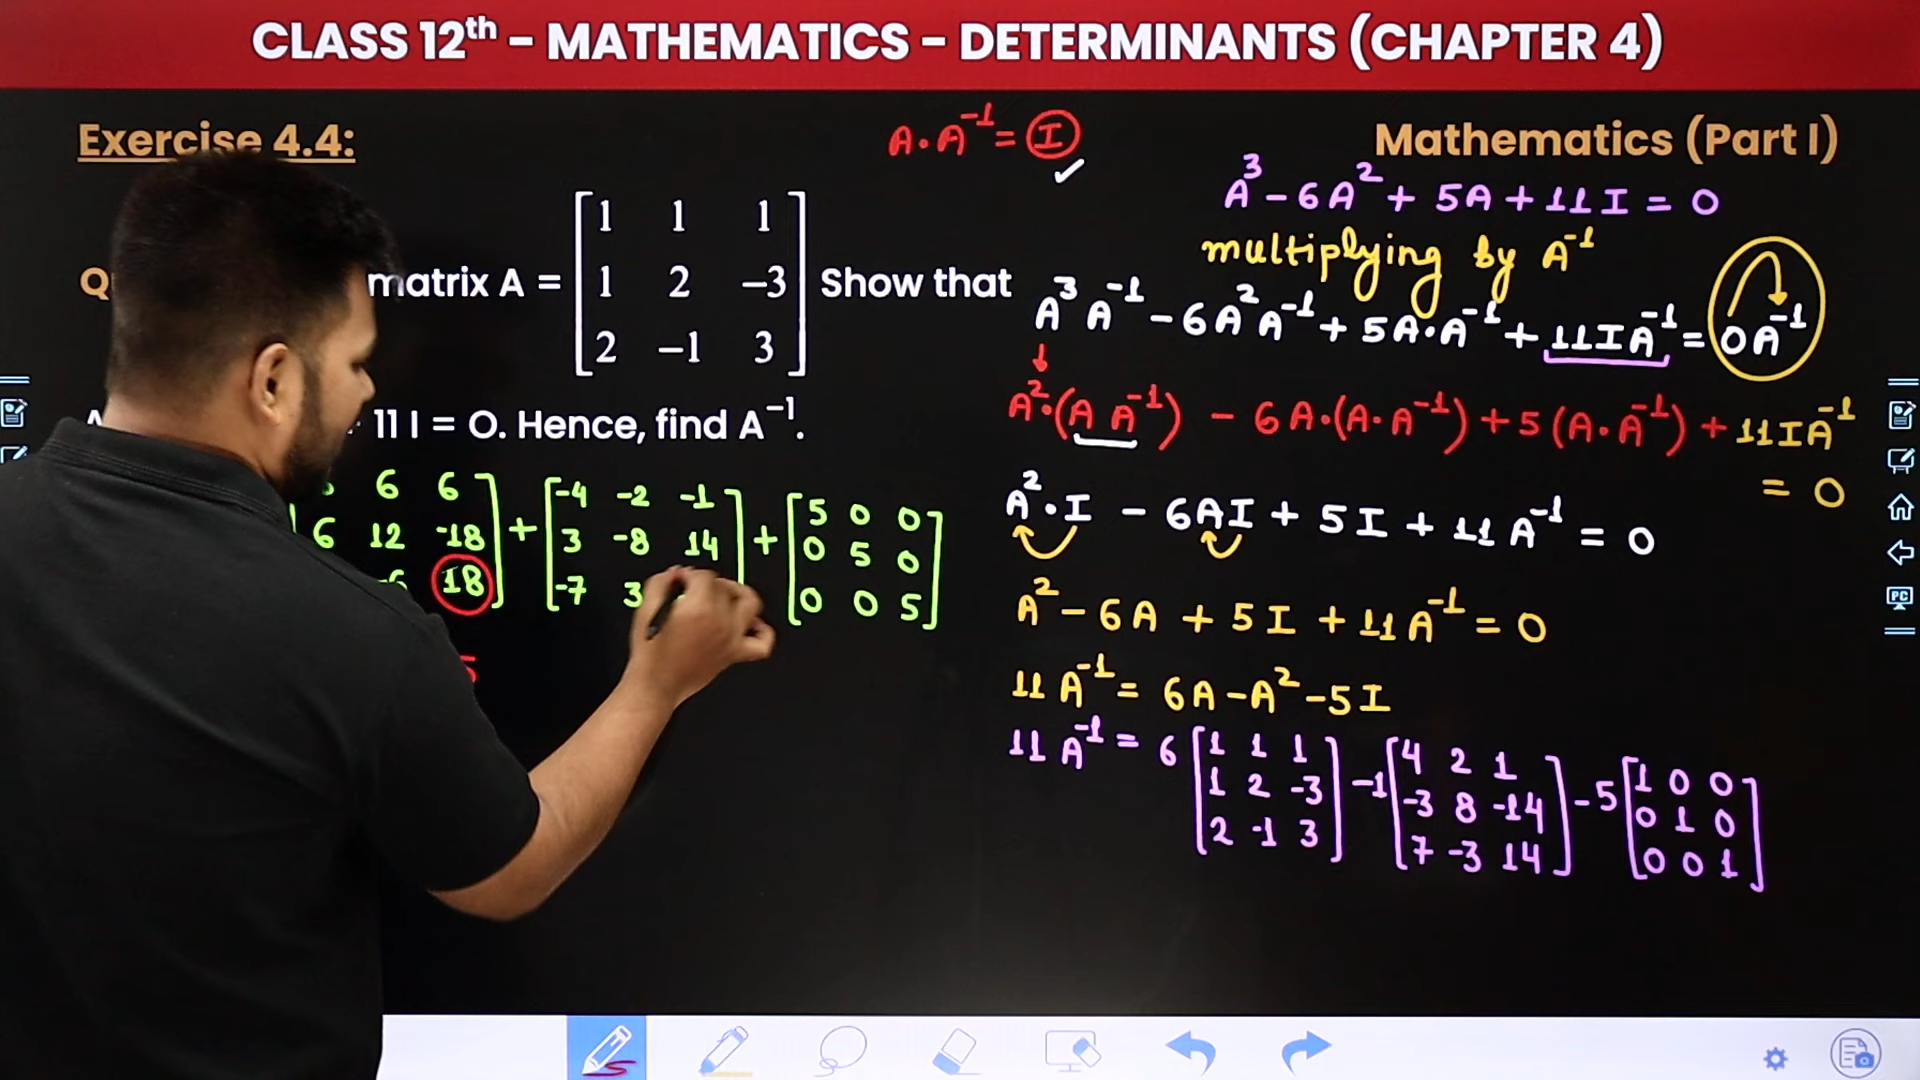 CLASS 12th - MATHEMATICS - DETERMINANTS (CHAPTER 4)
Exercise 4.4:
A·A⁻¹ = I
Mathematics (Part I)
matrix A = [1 1 1
1 2 −3
2 −1 3] Show that
11 I = O. Hence, find A⁻¹.
6 6
6 12 -18
18
+ [-4 -2 -1
3 -8 14
-7 3
+ [5 0 0
0 5 0
0 0 5]
A³ - 6A² + 5A + 11I = 0
multiplying by A⁻¹
A³A⁻¹ - 6A²A⁻¹ + 5A·A⁻¹ + 11IA⁻¹ = 0A⁻¹
A²·(A A⁻¹) - 6A·(A·A⁻¹) + 5(A·A⁻¹) + 11IA⁻¹
= 0
A²·I - 6AI + 5I + 11A⁻¹ = 0
A² - 6A + 5I + 11A⁻¹ = 0
11A⁻¹ = 6A - A² - 5I
11A⁻¹ = 6 [1 1 1
1 2 -3
2 -1 3]
-1 [4 2 1
-3 8 -14
7 -3 14]
-5 [1 0 0
0 1 0
0 0 1]
PC